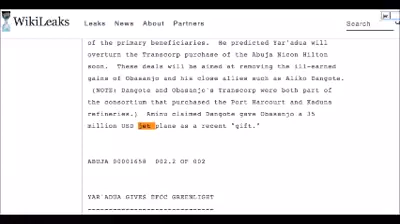 WikiLeaks
Leaks News About Partners
Search
of the primary beneficiaries. He predicted Yar'adua will
overturn the Transcorp purchase of the Abuja Nicon Hilton
soon. These deals will be aimed at removing the ill-earned
gains of Obasanjo and his close allies such as Aliko Dangote.
(NOTE: Dangote and Obasanjo's Transcorp were both part of
the consortium that purchased the Port Harcourt and Kaduna
refineries.) Aminu claimed Dangote gave Obasanjo a 35
million USD jet plane as a recent "gift."
ABUJA 00001658 002.2 OF 002
YAR'ADUA GIVES EFCC GREENLIGHT
------------------------------